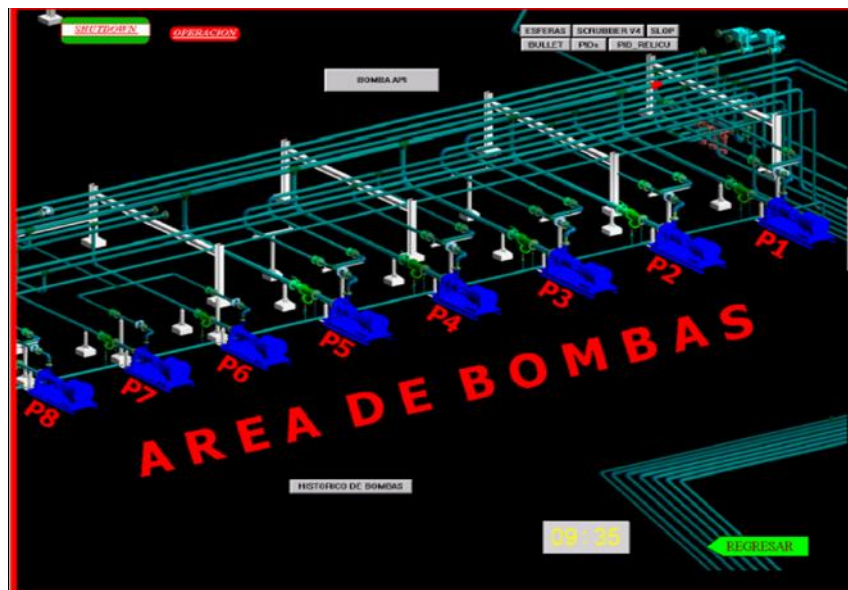 SHUTDOWN
OPERACION
ESFERAS
SCRUBBER V4
SLOP
BULLET
PIDs
PID_RELICU
BOMBA API
P1
P2
P3
P4
P5
P6
P7
P8
AREA DE BOMBAS
HISTORICO DE BOMBAS
09:35
REGRESAR